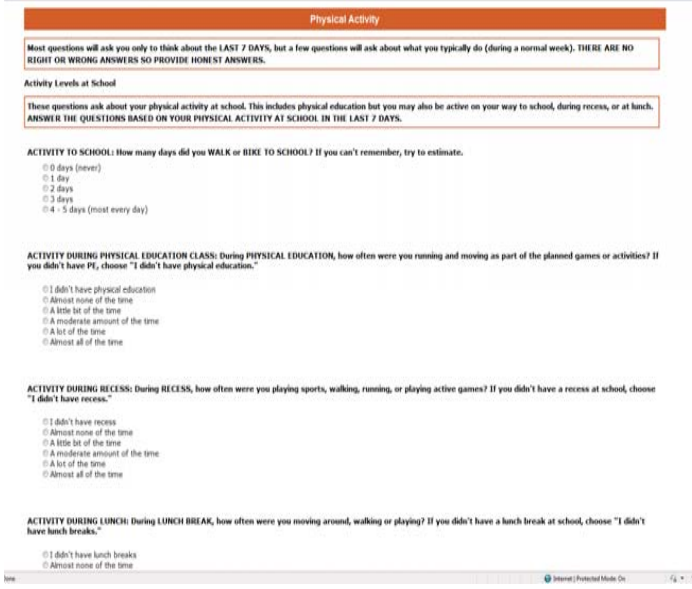 Physical Activity
Most questions will ask you only to think about the LAST 7 DAYS, but a few questions will ask about what you typically do (during a normal week). THERE ARE NO
RIGHT OR WRONG ANSWERS SO PROVIDE HONEST ANSWERS.
Activity Levels at School
These questions ask about your physical activity at school. This includes physical education but you may also be active on your way to school, during recess, or at lunch.
ANSWER THE QUESTIONS BASED ON YOUR PHYSICAL ACTIVITY AT SCHOOL IN THE LAST 7 DAYS.
ACTIVITY TO SCHOOL: How many days did you WALK or BIKE TO SCHOOL? If you can't remember, try to estimate.
0 days (never)
1 day
2 days
3 days
4 - 5 days (most every day)
ACTIVITY DURING PHYSICAL EDUCATION CLASS: During PHYSICAL EDUCATION, how often were you running and moving as part of the planned games or activities? If
you didn't have PE, choose "I didn't have physical education."
I didn't have physical education
Almost none of the time
A little bit of the time
A moderate amount of the time
A lot of the time
Almost all of the time
ACTIVITY DURING RECESS: During RECESS, how often were you playing sports, walking, running, or playing active games? If you didn't have a recess at school, choose
"I didn't have recess."
I didn't have recess
Almost none of the time
A little bit of the time
A moderate amount of the time
A lot of the time
Almost all of the time
ACTIVITY DURING LUNCH: During LUNCH BREAK, how often were you moving around, walking or playing? If you didn't have a lunch break at school, choose "I didn't
have lunch breaks."
I didn't have lunch breaks
Almost none of the time
Internet | Protected Mode: On